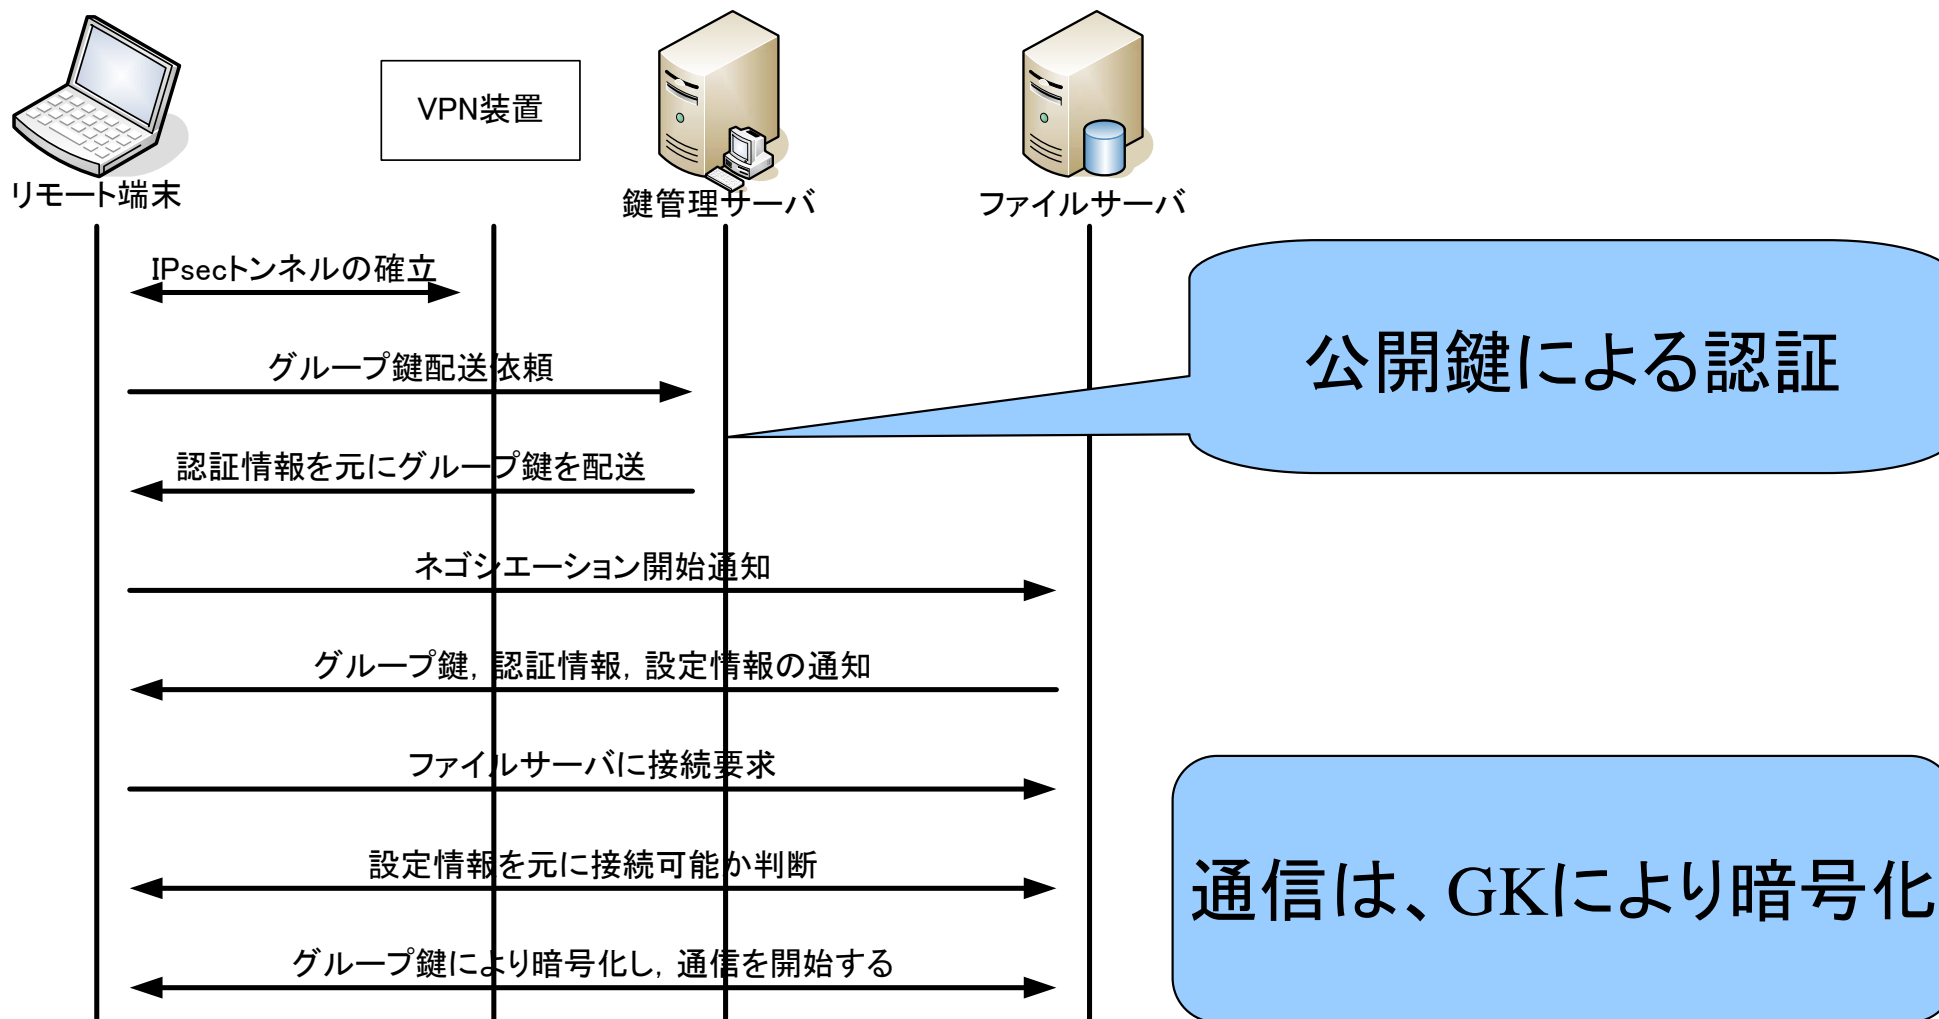 VPN装置
リモート端末
鍵管理サーバ
ファイルサーバ
IPsecトンネルの確立
グループ鍵配送依頼
公開鍵による認証
認証情報を元にグループ鍵を配送
ネゴシエーション開始通知
グループ鍵, 認証情報, 設定情報の通知
ファイルサーバに接続要求
設定情報を元に接続可能か判断
通信は、GKにより暗号化
グループ鍵により暗号化し, 通信を開始する